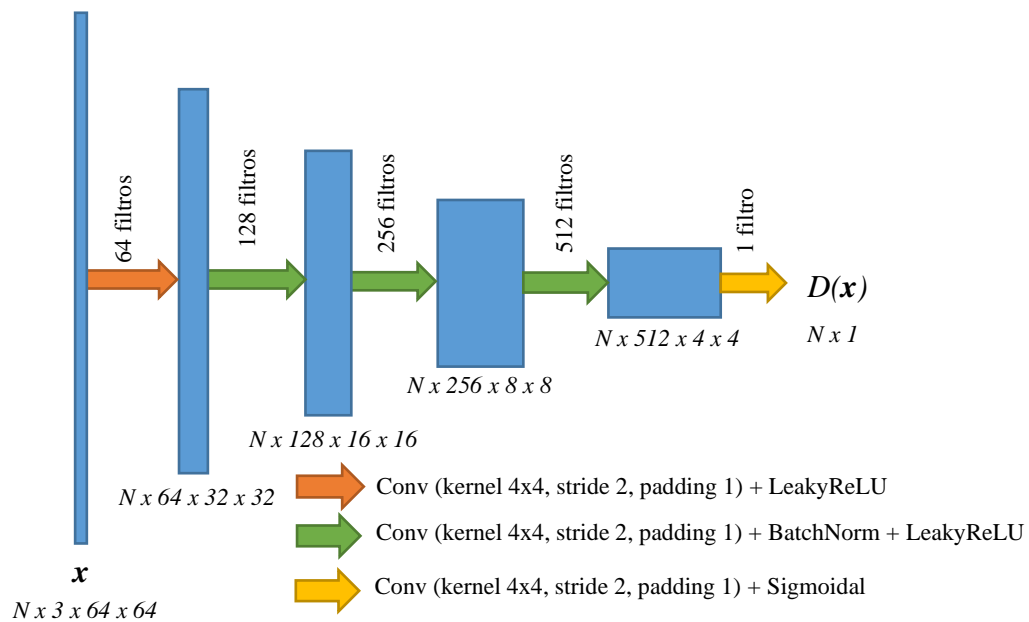 64 filtros
128 filtros
256 filtros
512 filtros
1 filtro
D(x)
N x 1
N x 512 x 4 x 4
N x 256 x 8 x 8
N x 128 x 16 x 16
N x 64 x 32 x 32
x
N x 3 x 64 x 64
Conv (kernel 4x4, stride 2, padding 1) + LeakyReLU
Conv (kernel 4x4, stride 2, padding 1) + BatchNorm + LeakyReLU
Conv (kernel 4x4, stride 2, padding 1) + Sigmoidal